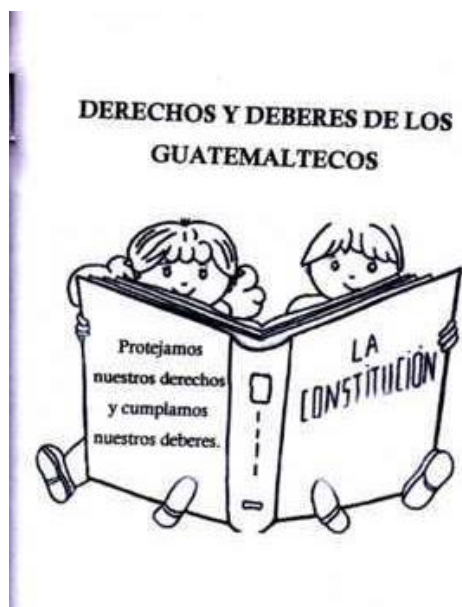 DERECHOS Y DEBERES DE LOS
GUATEMALTECOS
Protejamos
nuestros derechos
y cumplamos
nuestros deberes.
LA
CONSTITUCIÓN